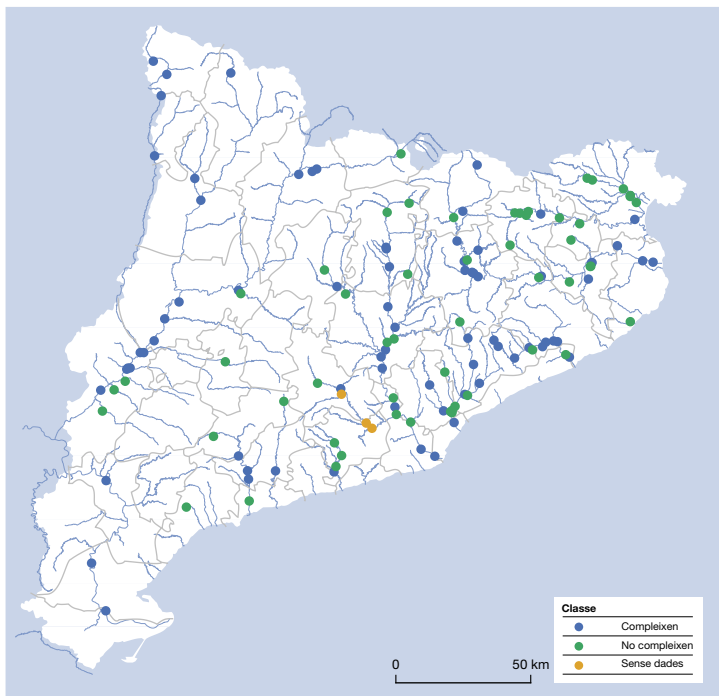 Classe
Compleixen
No compleixen
Sense dades
0 50 km